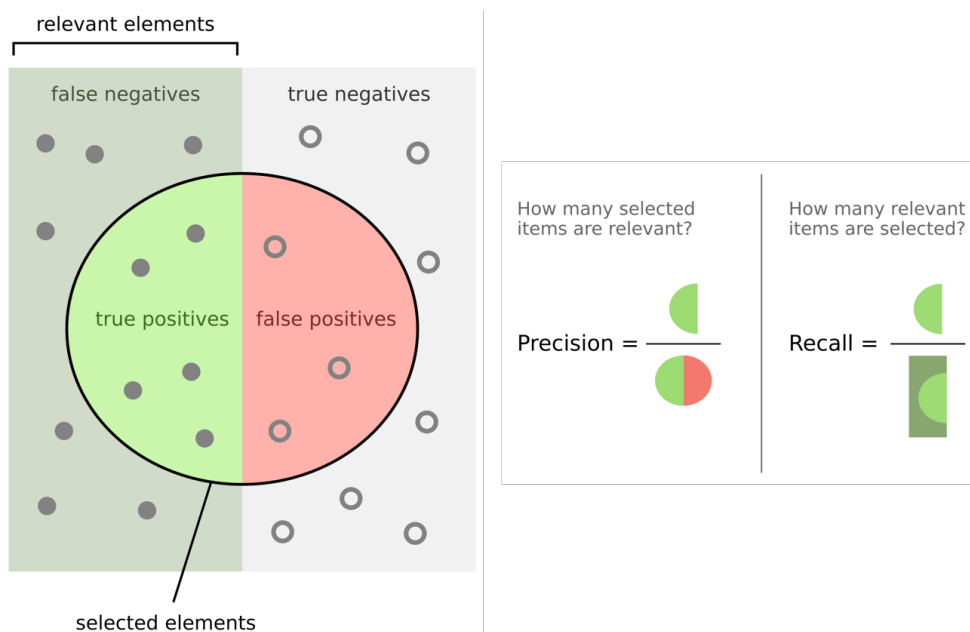 relevant elements
false negatives
true negatives
true positives
false positives
selected elements
How many selected
items are relevant?
Precision =
How many relevant
items are selected?
Recall =